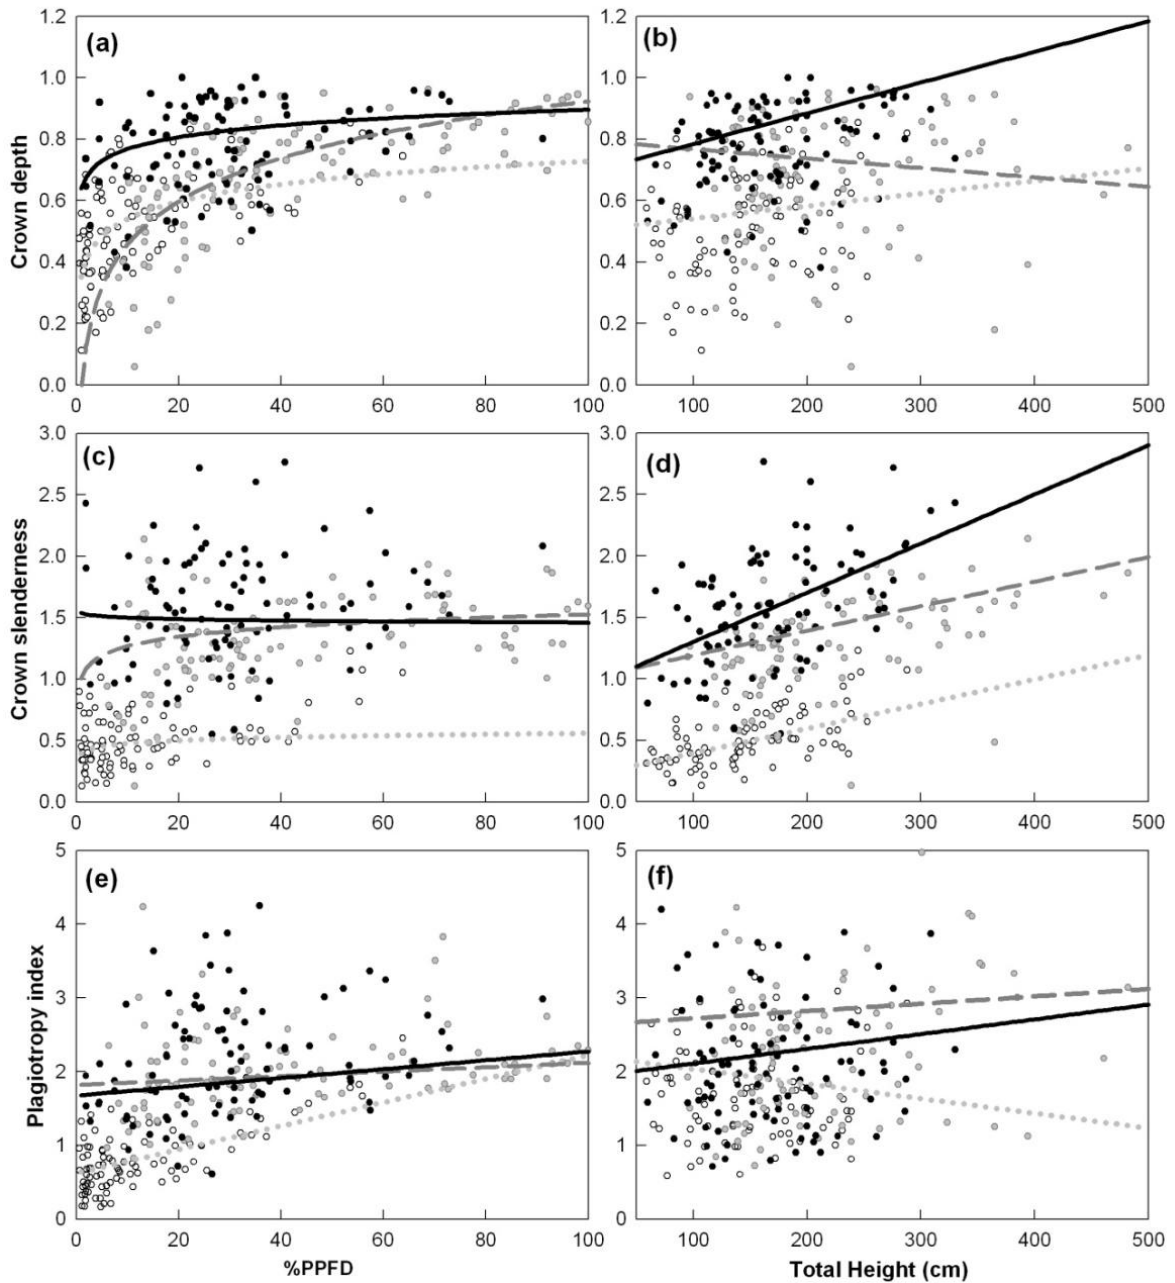 (a)
Crown depth
1.2
1.0
0.8
0.6
0.4
0.2
0.0
0 20 40 60 80 100
(b)
1.2
1.0
0.8
0.6
0.4
0.2
0.0
100 200 300 400 500
(c)
Crown slenderness
3.0
2.5
2.0
1.5
1.0
0.5
0.0
0 20 40 60 80 100
(d)
3.0
2.5
2.0
1.5
1.0
0.5
0.0
100 200 300 400 500
(e)
Plagiotropy index
5
4
3
2
1
0
0 20 40 60 80 100
%PPFD
(f)
5
4
3
2
1
0
100 200 300 400 500
Total Height (cm)